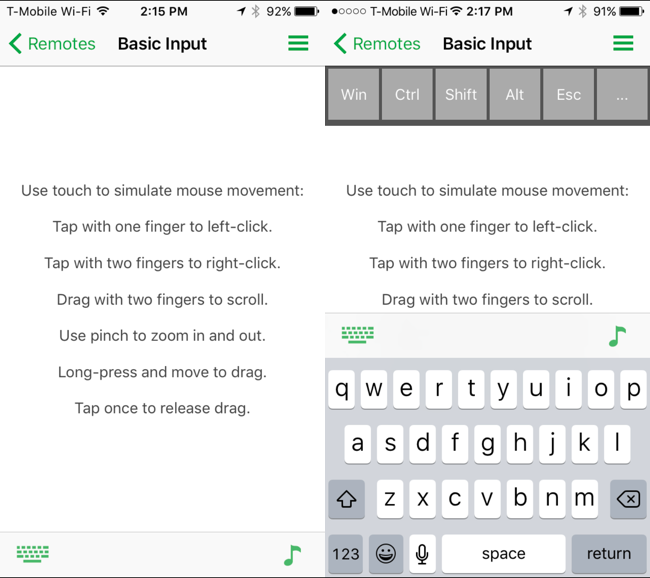 T-Mobile Wi-Fi 2:15 PM 92%
Remotes Basic Input
Use touch to simulate mouse movement:
Tap with one finger to left-click.
Tap with two fingers to right-click.
Drag with two fingers to scroll.
Use pinch to zoom in and out.
Long-press and move to drag.
Tap once to release drag.
T-Mobile Wi-Fi 2:17 PM 91%
Remotes Basic Input
Win Ctrl Shift Alt Esc ...
Use touch to simulate mouse movement:
Tap with one finger to left-click.
Tap with two fingers to right-click.
Drag with two fingers to scroll.
q w e r t y u i o p
a s d f g h j k l
z x c v b n m
123 space return